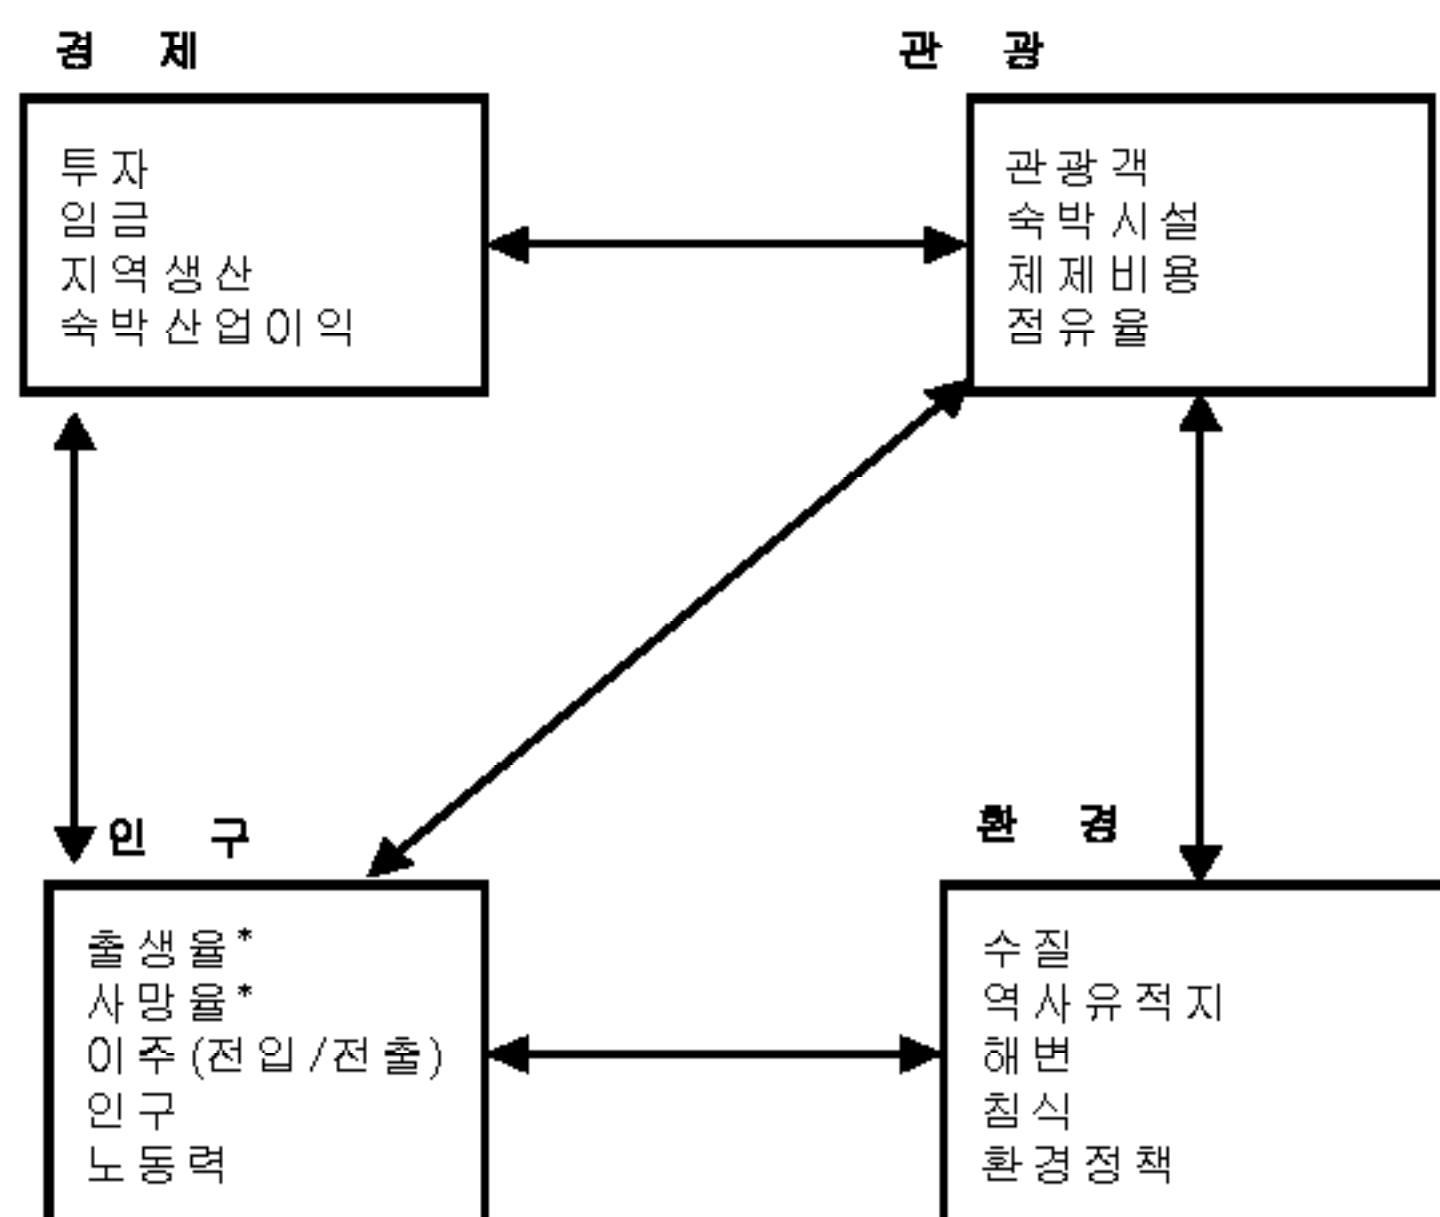 경 제
투자
임금
지역생산
숙박산업이익
관 광
관광객
숙박시설
체제비용
점유율
인 구
출생율*
사망율*
이주(전입/전출)
인구
노동력
환 경
수질
역사유적지
해변
침식
환경정책